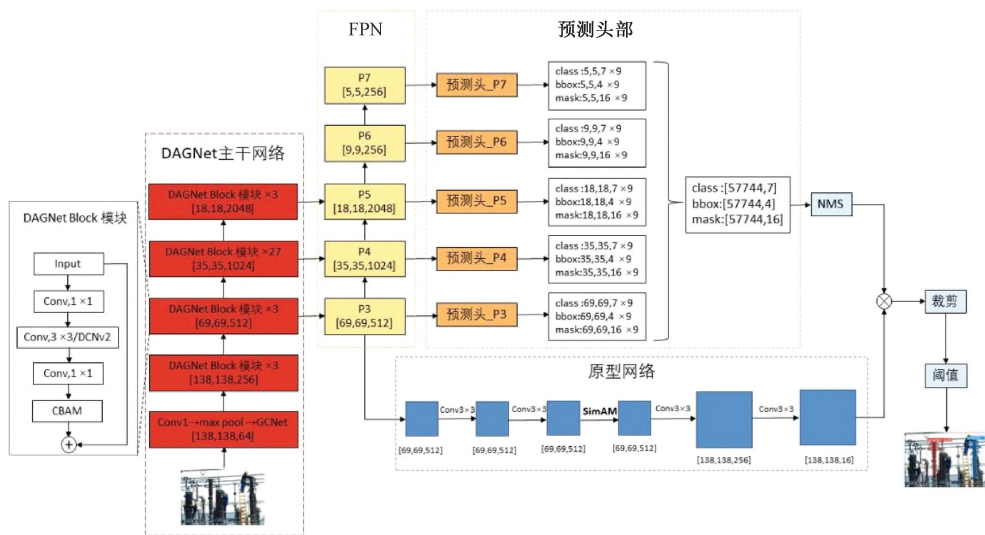 FPN
预测头部
P7
[5,5,256]
预测头_P7
class :5,5,7 ×9
bbox:5,5,4 ×9
mask:5,5,16 ×9
P6
[9,9,256]
预测头_P6
class :9,9,7 ×9
bbox:9,9,4 ×9
mask:9,9,16 ×9
DAGNet主干网络
DAGNet Block 模块 ×3
[18,18,2048]
P5
[18,18,2048]
预测头_P5
class :18,18,7 ×9
bbox:18,18,4 ×9
mask:18,18,16 ×9
class :[57744,7]
bbox:[57744,4]
mask:[57744,16]
NMS
DAGNet Block 模块
DAGNet Block 模块 ×27
[35,35,1024]
P4
[35,35,1024]
预测头_P4
class :35,35,7 ×9
bbox:35,35,4 ×9
mask:35,35,16 ×9
Input
Conv,1 ×1
Conv,3 ×3/DCNv2
Conv,1 ×1
CBAM
DAGNet Block 模块 ×3
[69,69,512]
P3
[69,69,512]
预测头_P3
class:69,69,7 ×9
bbox:69,69,4 ×9
mask:69,69,16 ×9
裁剪
阈值
DAGNet Block 模块 ×3
[138,138,256]
Conv1→max pool→GCNet
[138,138,64]
原型网络
Conv3×3
Conv3×3
SimAM
Conv3×3
Conv3×3
[69,69,512]
[69,69,512]
[69,69,512]
[69,69,512]
[138,138,256]
[138,138,16]